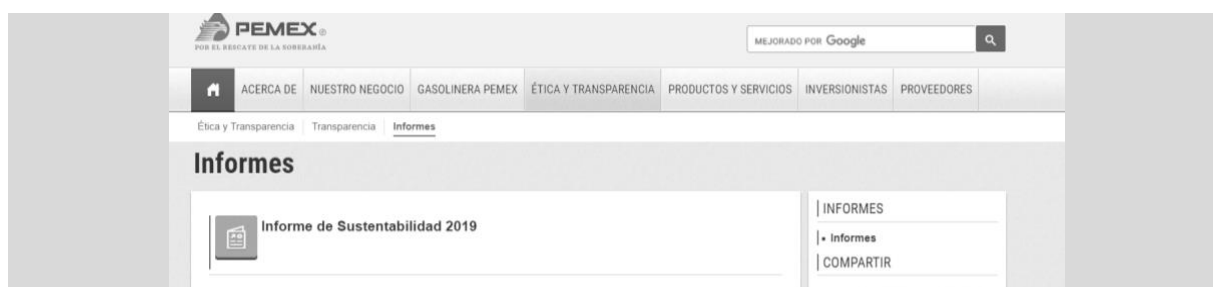 PEMEX®
POR EL RESCATE DE LA SOBERANÍA
MEJORADO POR Google
ACERCA DE NUESTRO NEGOCIO GASOLINERA PEMEX ÉTICA Y TRANSPARENCIA PRODUCTOS Y SERVICIOS INVERSIONISTAS PROVEEDORES
Ética y Transparencia Transparencia Informes
Informes
Informe de Sustentabilidad 2019
INFORMES
• Informes
COMPARTIR